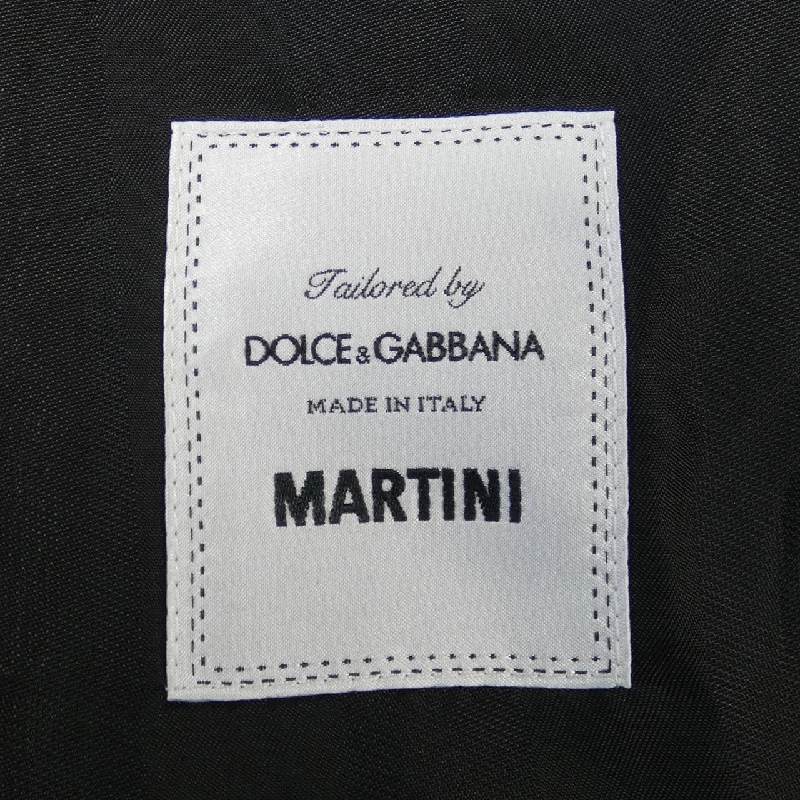 Tailored by
DOLCE & GABBANA
MADE IN ITALY
MARTINI